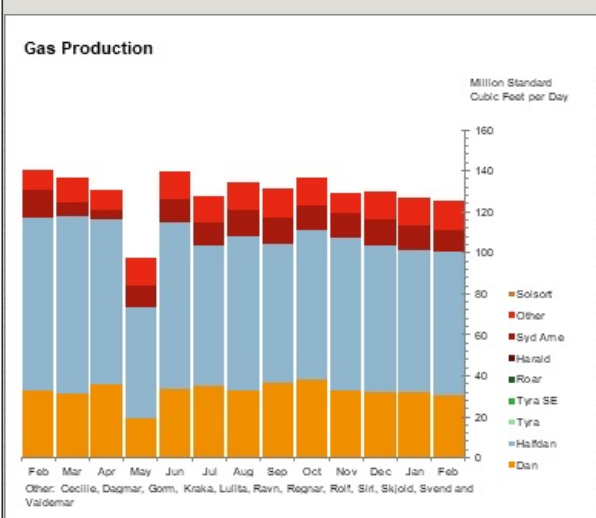 Gas Production
Million Standard
Cubic Feet per Day
160
140
120
100
80
60
40
20
0
Solsort
Other
Syd Arne
Harald
Roar
Tyra SE
Tyra
Halfdan
Dan
Feb Mar Apr May Jun Jul Aug Sep Oct Nov Dec Jan Feb
Other: Cecilie, Dagmar, Gorm, Kraka, Lulita, Ravn, Regnar, Rolf, Siri, Skjold, Svend and
Valdemar